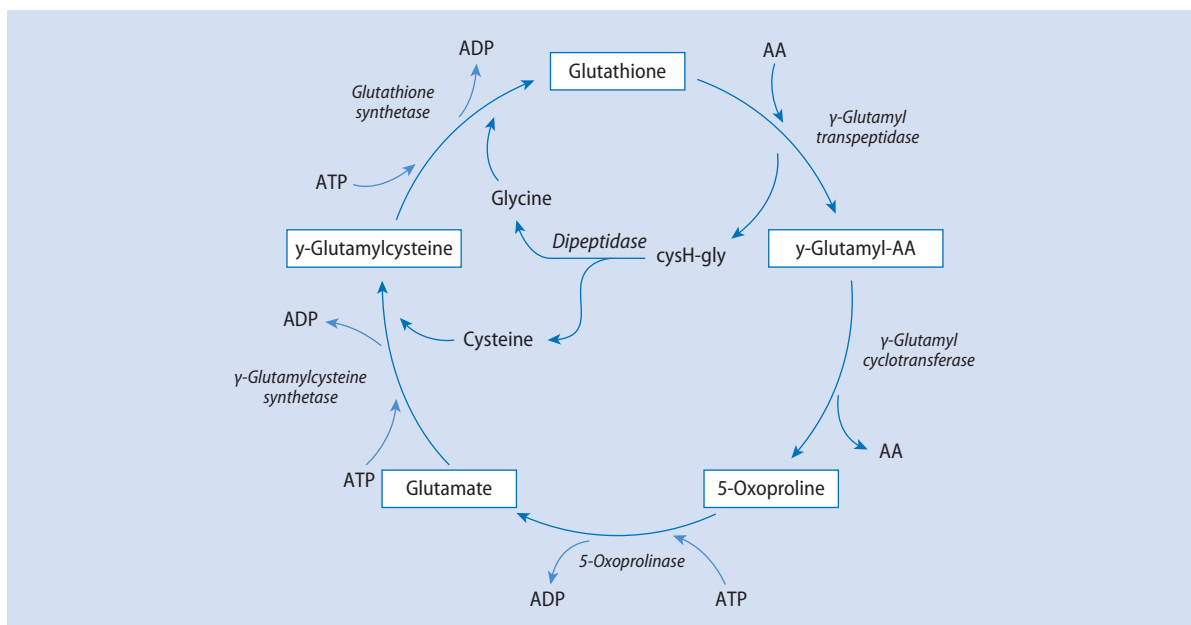 ADP
AA
Glutathione
Glutathione
synthetase
γ-Glutamyl
transpeptidase
ATP
Glycine
Dipeptidase
γ-Glutamylcysteine
cysH-gly
γ-Glutamyl-AA
ADP
Cysteine
γ-Glutamyl
cyclotransferase
γ-Glutamylcysteine
synthetase
AA
ATP
Glutamate
5-Oxoproline
5-Oxoprolinase
ADP
ATP